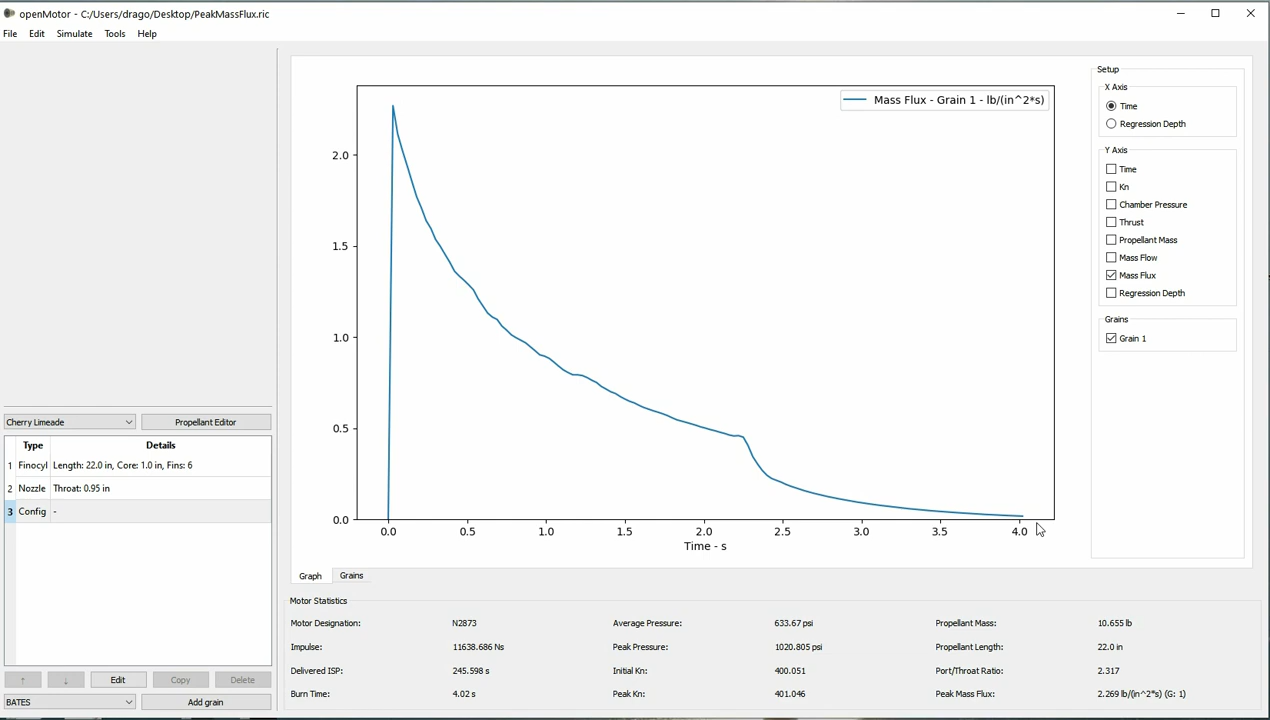 openMotor - C:/Users/drago/Desktop/PeakMassFlux.ric
File Edit Simulate Tools Help
Mass Flux - Grain 1 - lb/(in^2*s)
2.0
1.5
1.0
0.5
0.0
0.0 0.5 1.0 1.5 2.0 2.5 3.0 3.5 4.0
Time - s
Setup
X Axis
Time
Regression Depth
Y Axis
Time
Kn
Chamber Pressure
Thrust
Propellant Mass
Mass Flow
Mass Flux
Regression Depth
Grains
Grain 1
Cherry Limeade Propellant Editor
Type Details
1 Finocyl Length: 22.0 in, Core: 1.0 in, Fins: 6
2 Nozzle Throat: 0.95 in
3 Config -
↑ ↓ Edit Copy Delete
BATES Add grain
Graph Grains
Motor Statistics
Motor Designation: N2873 Average Pressure: 633.67 psi Propellant Mass: 10.655 lb
Impulse: 11638.686 Ns Peak Pressure: 1020.805 psi Propellant Length: 22.0 in
Delivered ISP: 245.598 s Initial Kn: 400.051 Port/Throat Ratio: 2.317
Burn Time: 4.02 s Peak Kn: 401.046 Peak Mass Flux: 2.269 lb/(in^2*s) (G: 1)